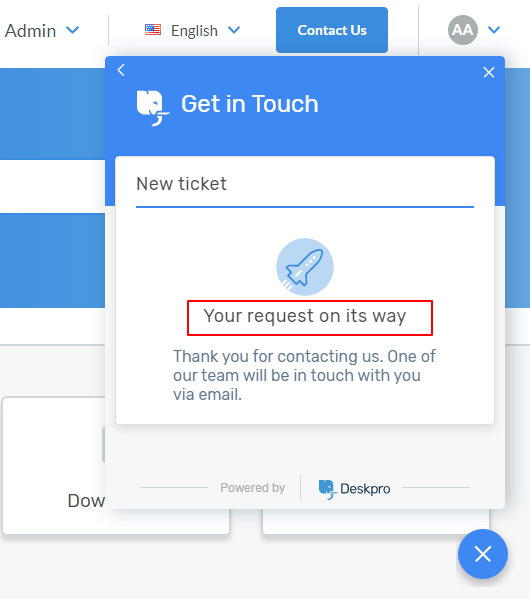 Admin
English
Contact Us
AA
Get in Touch
New ticket
Your request on its way
Thank you for contacting us. One of
our team will be in touch with you
via email.
Powered by
Deskpro